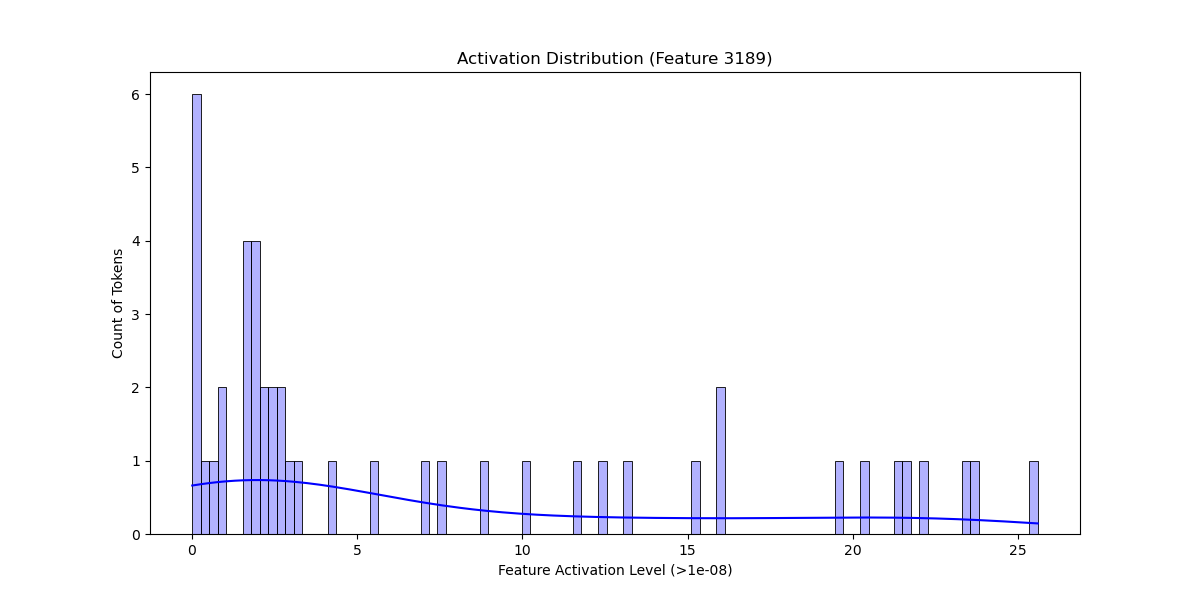 Activation Distribution (Feature 3189)
6
5
4
3
2
1
0
Count of Tokens
0 5 10 15 20 25
Feature Activation Level (>1e-08)